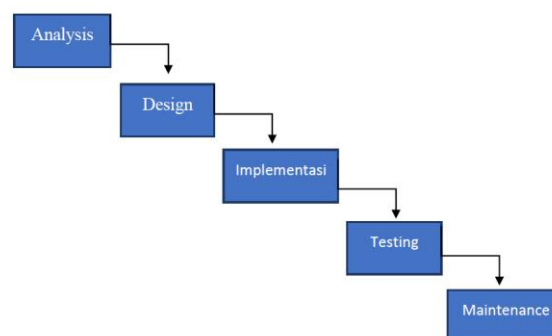 Analysis
Design
Implementasi
Testing
Maintenance